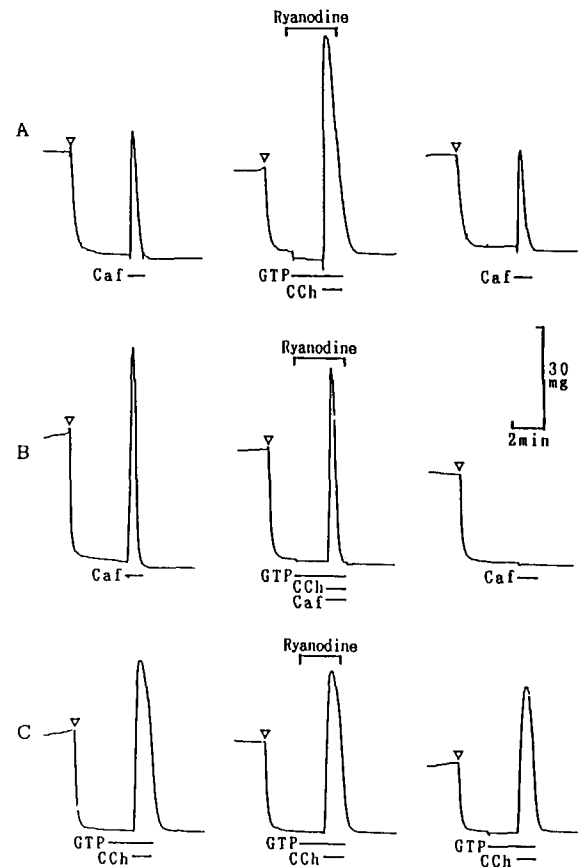 Ryanodine
A
Caf
GTP
CCh
Caf
30
mg
2min
Ryanodine
B
Caf
GTP
CCh
Caf
Caf
Ryanodine
C
GTP
CCh
GTP
CCh
GTP
CCh